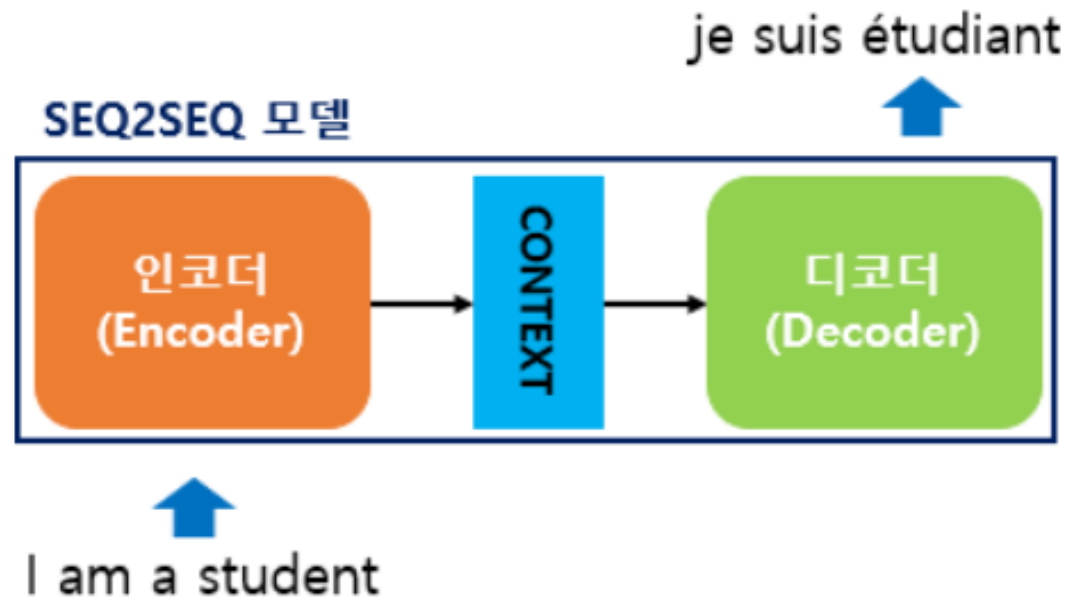 je suis étudiant
SEQ2SEQ 모델
인코더
(Encoder)
CONTEXT
디코더
(Decoder)
I am a student